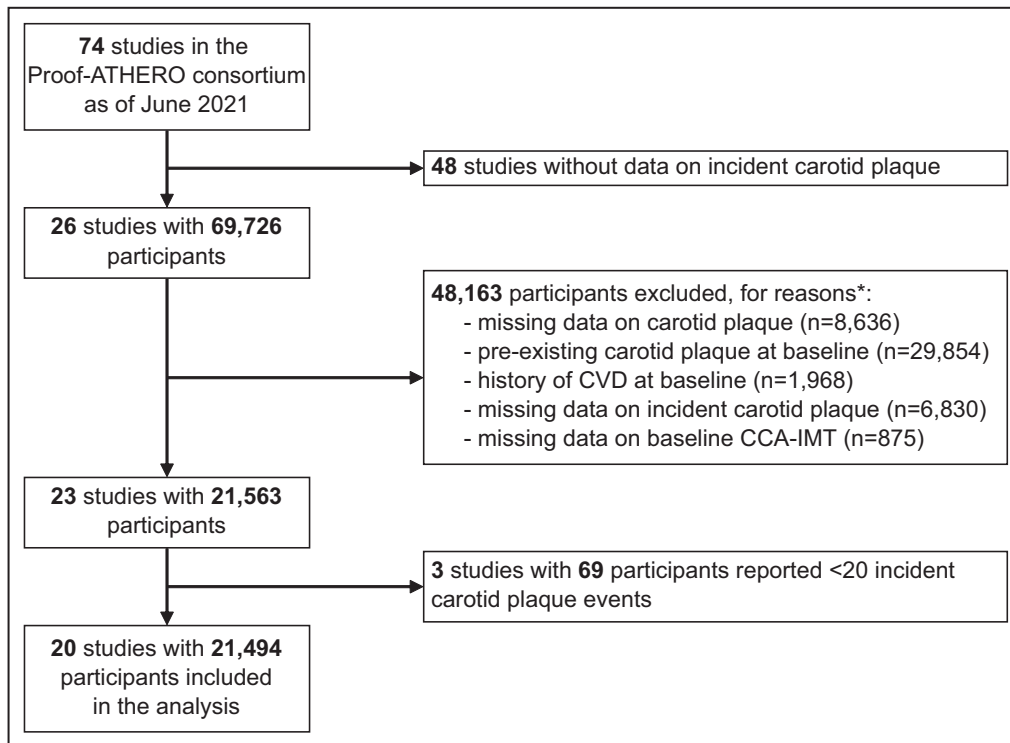 74 studies in the
Proof-ATHERO consortium
as of June 2021
48 studies without data on incident carotid plaque
26 studies with 69,726
participants
48,163 participants excluded, for reasons*:
- missing data on carotid plaque (n=8,636)
- pre-existing carotid plaque at baseline (n=29,854)
- history of CVD at baseline (n=1,968)
- missing data on incident carotid plaque (n=6,830)
- missing data on baseline CCA-IMT (n=875)
23 studies with 21,563
participants
3 studies with 69 participants reported <20 incident
carotid plaque events
20 studies with 21,494
participants included
in the analysis